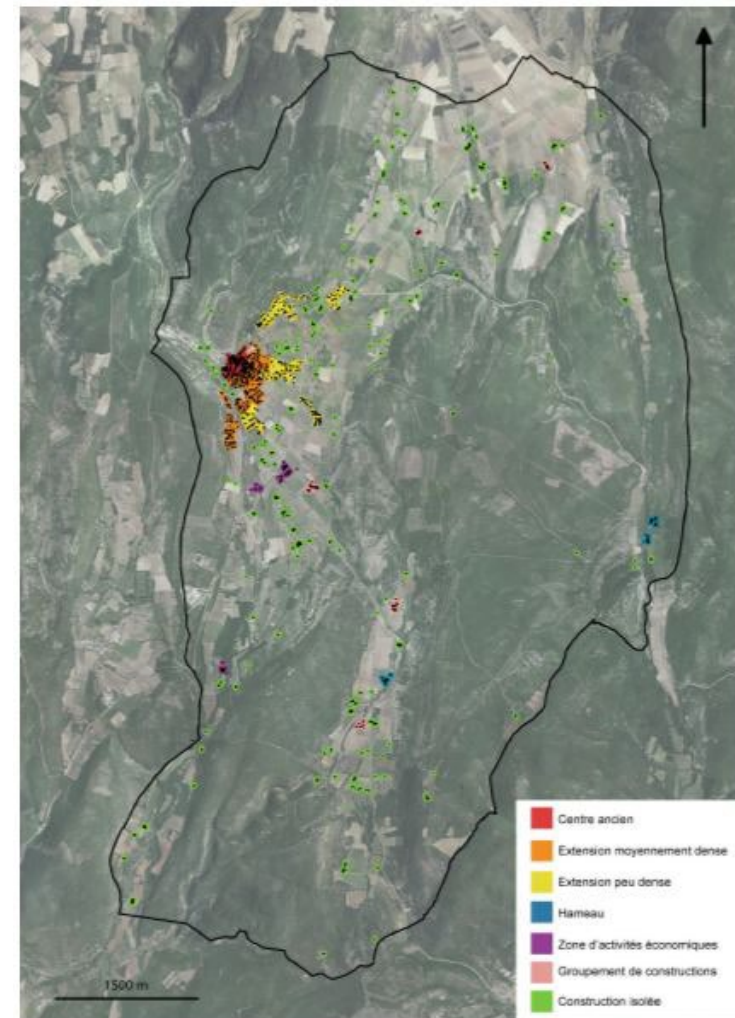 1500 m
Centre ancien
Extension moyennement dense
Extension peu dense
Hameau
Zone d'activités économiques
Groupement de constructions
Construction isolée